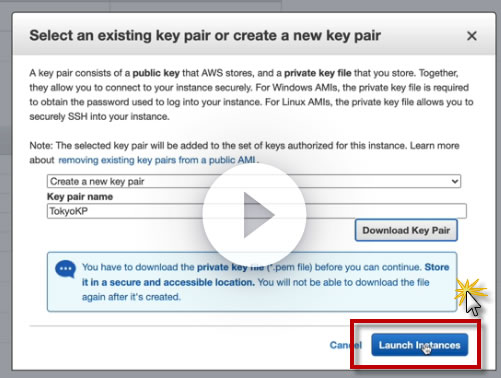 Select an existing key pair or create a new key pair
A key pair consists of a public key that AWS stores, and a private key file that you store. Together,
they allow you to connect to your instance securely. For Windows AMIs, the private key file is required
to obtain the password used to log into your instance. For Linux AMIs, the private key file allows you to
securely SSH into your instance.
Note: The selected key pair will be added to the set of keys authorized for this instance. Learn more
about removing existing key pairs from a public AMI.
Create a new key pair
Key pair name
TokyoKP
Download Key Pair
You have to download the private key file (*.pem file) before you can continue. Store
it in a secure and accessible location. You will not be able to download the file
again after it's created.
Cancel
Launch Instances